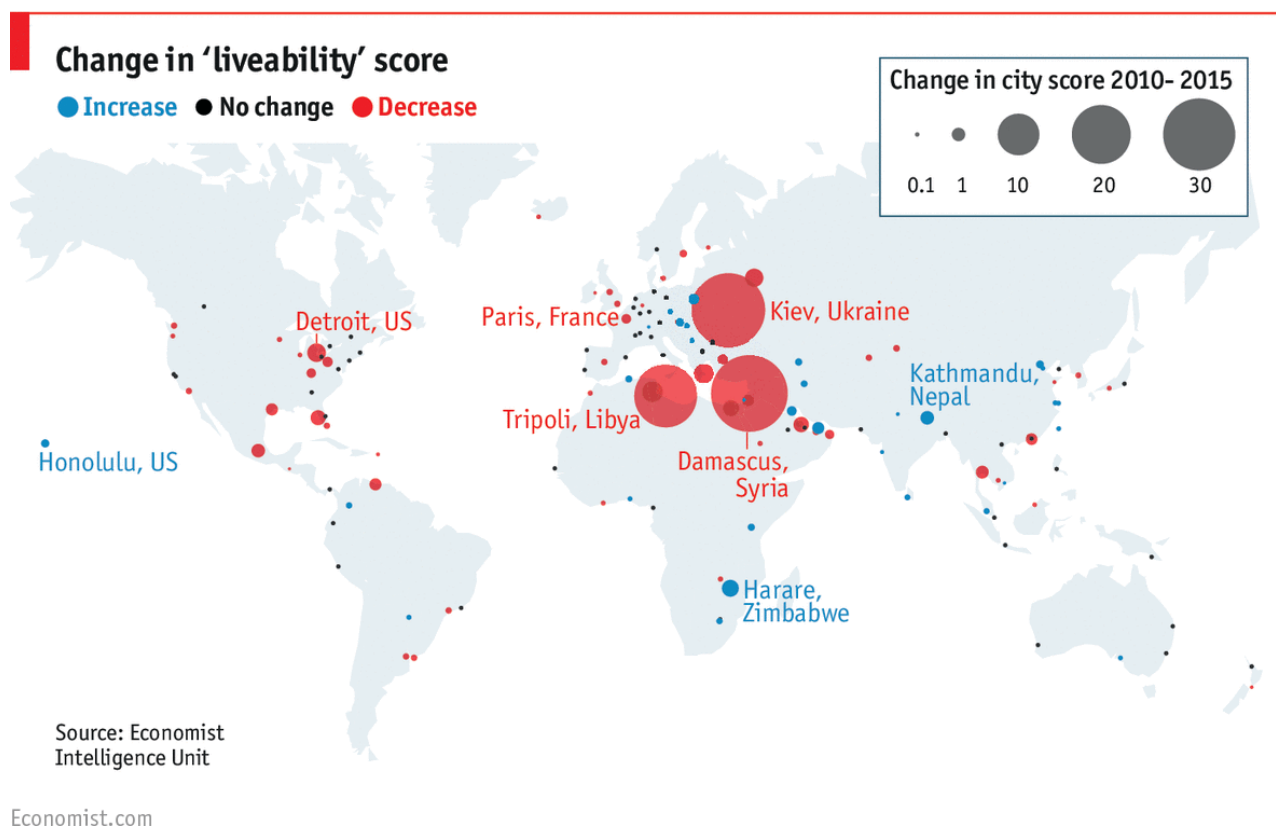 Change in ‘liveability’ score
Increase No change Decrease
Change in city score 2010- 2015
0.1 1 10 20 30
Detroit, US
Paris, France
Kiev, Ukraine
Kathmandu,
Nepal
Tripoli, Libya
Honolulu, US
Damascus,
Syria
Harare,
Zimbabwe
Source: Economist
Intelligence Unit
Economist.com